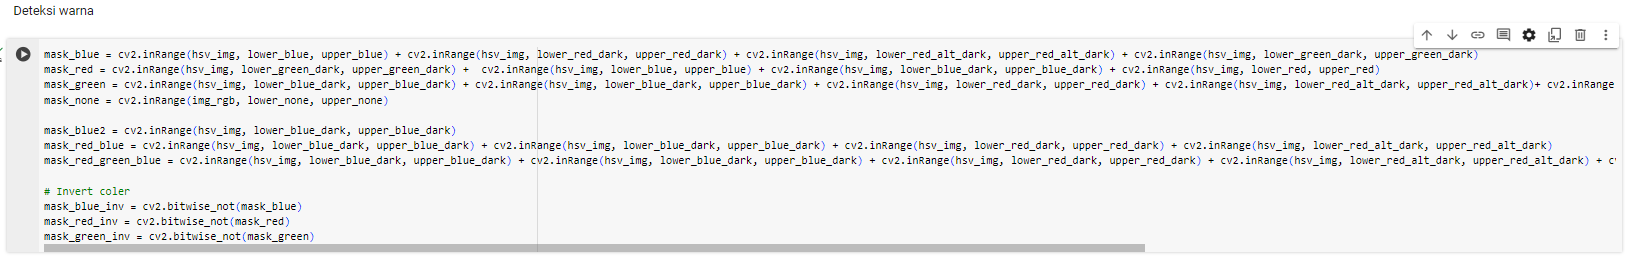 Deteksi warna
mask_blue = cv2.inRange(hsv_img, lower_blue, upper_blue) + cv2.inRange(hsv_img, lower_red_dark, upper_red_dark) + cv2.inRange(hsv_img, lower_red_alt_dark, upper_red_alt_dark) + cv2.inRange(hsv_img, lower_green_dark, upper_green_dark)
mask_red = cv2.inRange(hsv_img, lower_green_dark, upper_green_dark) +  cv2.inRange(hsv_img, lower_blue, upper_blue) + cv2.inRange(hsv_img, lower_blue_dark, upper_blue_dark) + cv2.inRange(hsv_img, lower_red, upper_red)
mask_green = cv2.inRange(hsv_img, lower_blue_dark, upper_blue_dark) + cv2.inRange(hsv_img, lower_blue_dark, upper_blue_dark) + cv2.inRange(hsv_img, lower_red_dark, upper_red_dark) + cv2.inRange(hsv_img, lower_red_alt_dark, upper_red_alt_dark)+ cv2.inRange
mask_none = cv2.inRange(img_rgb, lower_none, upper_none)
mask_blue2 = cv2.inRange(hsv_img, lower_blue_dark, upper_blue_dark)
mask_red_blue = cv2.inRange(hsv_img, lower_blue_dark, upper_blue_dark) + cv2.inRange(hsv_img, lower_blue_dark, upper_blue_dark) + cv2.inRange(hsv_img, lower_red_dark, upper_red_dark) + cv2.inRange(hsv_img, lower_red_alt_dark, upper_red_alt_dark)
mask_red_green_blue = cv2.inRange(hsv_img, lower_blue_dark, upper_blue_dark) + cv2.inRange(hsv_img, lower_blue_dark, upper_blue_dark) + cv2.inRange(hsv_img, lower_red_dark, upper_red_dark) + cv2.inRange(hsv_img, lower_red_alt_dark, upper_red_alt_dark) +
# Invert coler
mask_blue_inv = cv2.bitwise_not(mask_blue)
mask_red_inv = cv2.bitwise_not(mask_red)
mask_green_inv = cv2.bitwise_not(mask_green)